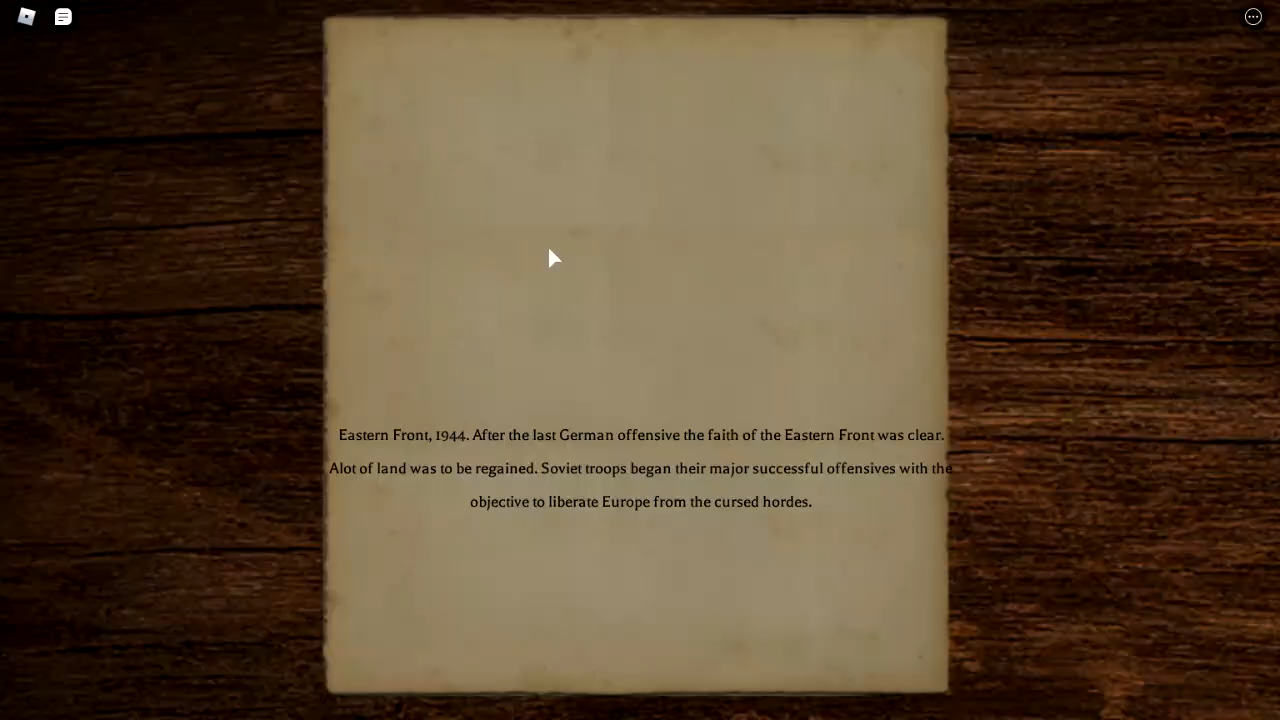 Eastern Front, 1944. After the last German offensive the faith of the Eastern Front was clear.
Alot of land was to be regained. Soviet troops began their major successful offensives with the
objective to liberate Europe from the cursed hordes.